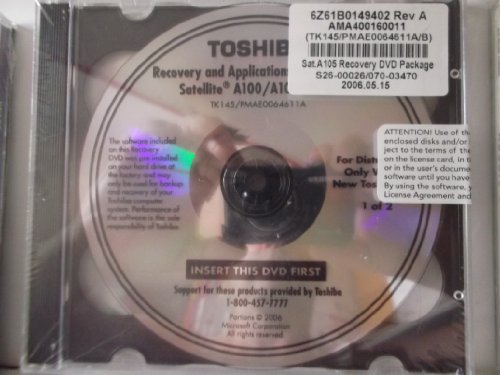 6Z61B0149402 Rev A
AMA400160011
(TK145/PMAE0064611A/B)
Sat.A105 Recovery DVD Package
S26-00026/070-03470
2006.05.15
TOSHIBA
Recovery and Applications
Satellite® A100/A10
TK145/PMAE0064611A
The software included
on this Recovery
DVD was pre-installed
on your hard drive at
the factory, and may
only be used for backup
and recovery of your
Toshiba computer
system. Performance of
the software is the sole
responsibility of Toshiba.
For Distri
Only W
New Tos
1 of 2
ATTENTION! Use of th
enclosed disks and/or
ject to the terms of the
on the license card, in t
or in the user's docume
software until you have
By using the software, y
License Agreement and
INSERT THIS DVD FIRST
Support for these products provided by Toshiba
1-800-457-7777
Portions © 2006
Microsoft Corporation
All rights reserved.